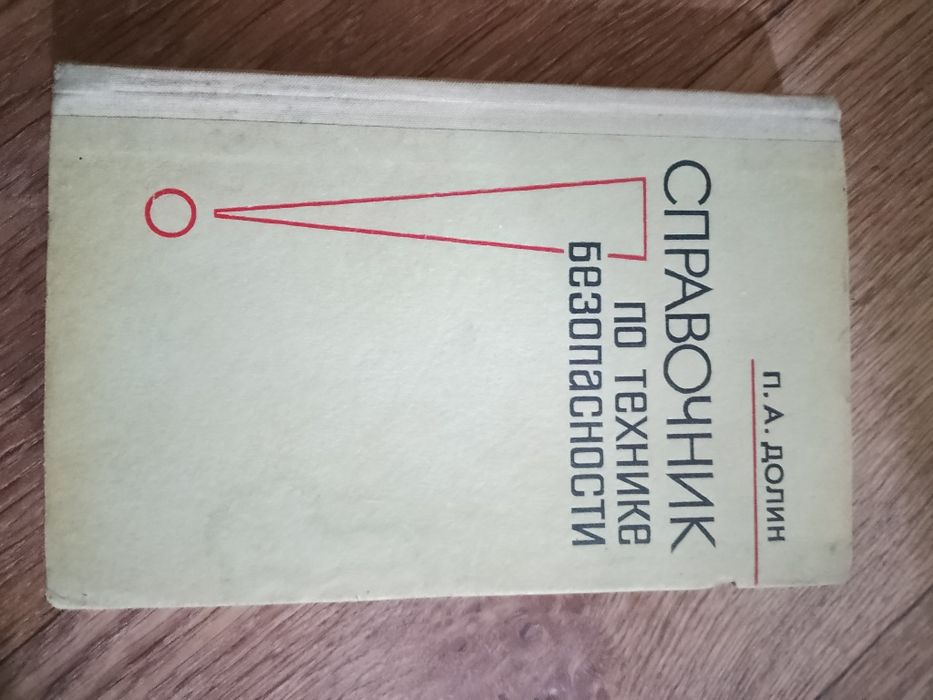 П. А. ДОЛИН
СПРАВОЧНИК
ПО ТЕХНИКЕ
БЕЗОПАСНОСТИ